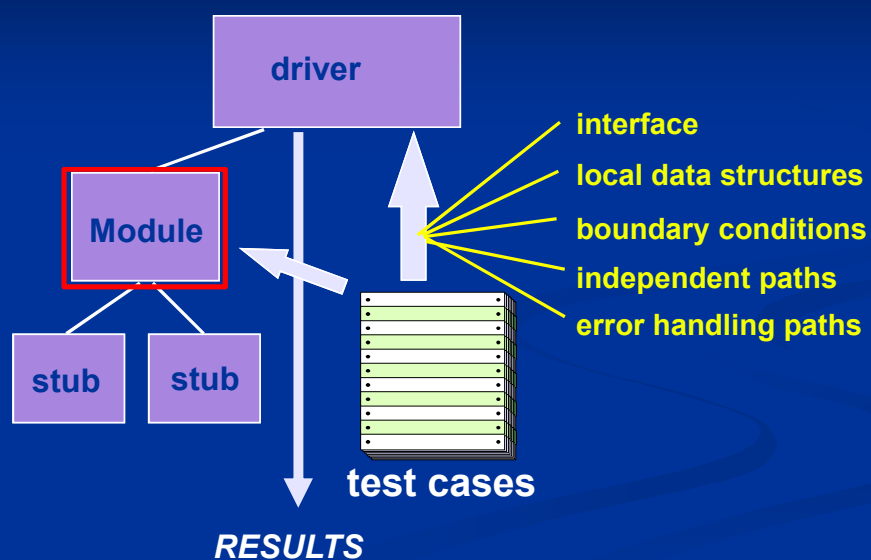 driver
interface
local data structures
Module
boundary conditions
independent paths
error handling paths
stub
stub
test cases
RESULTS